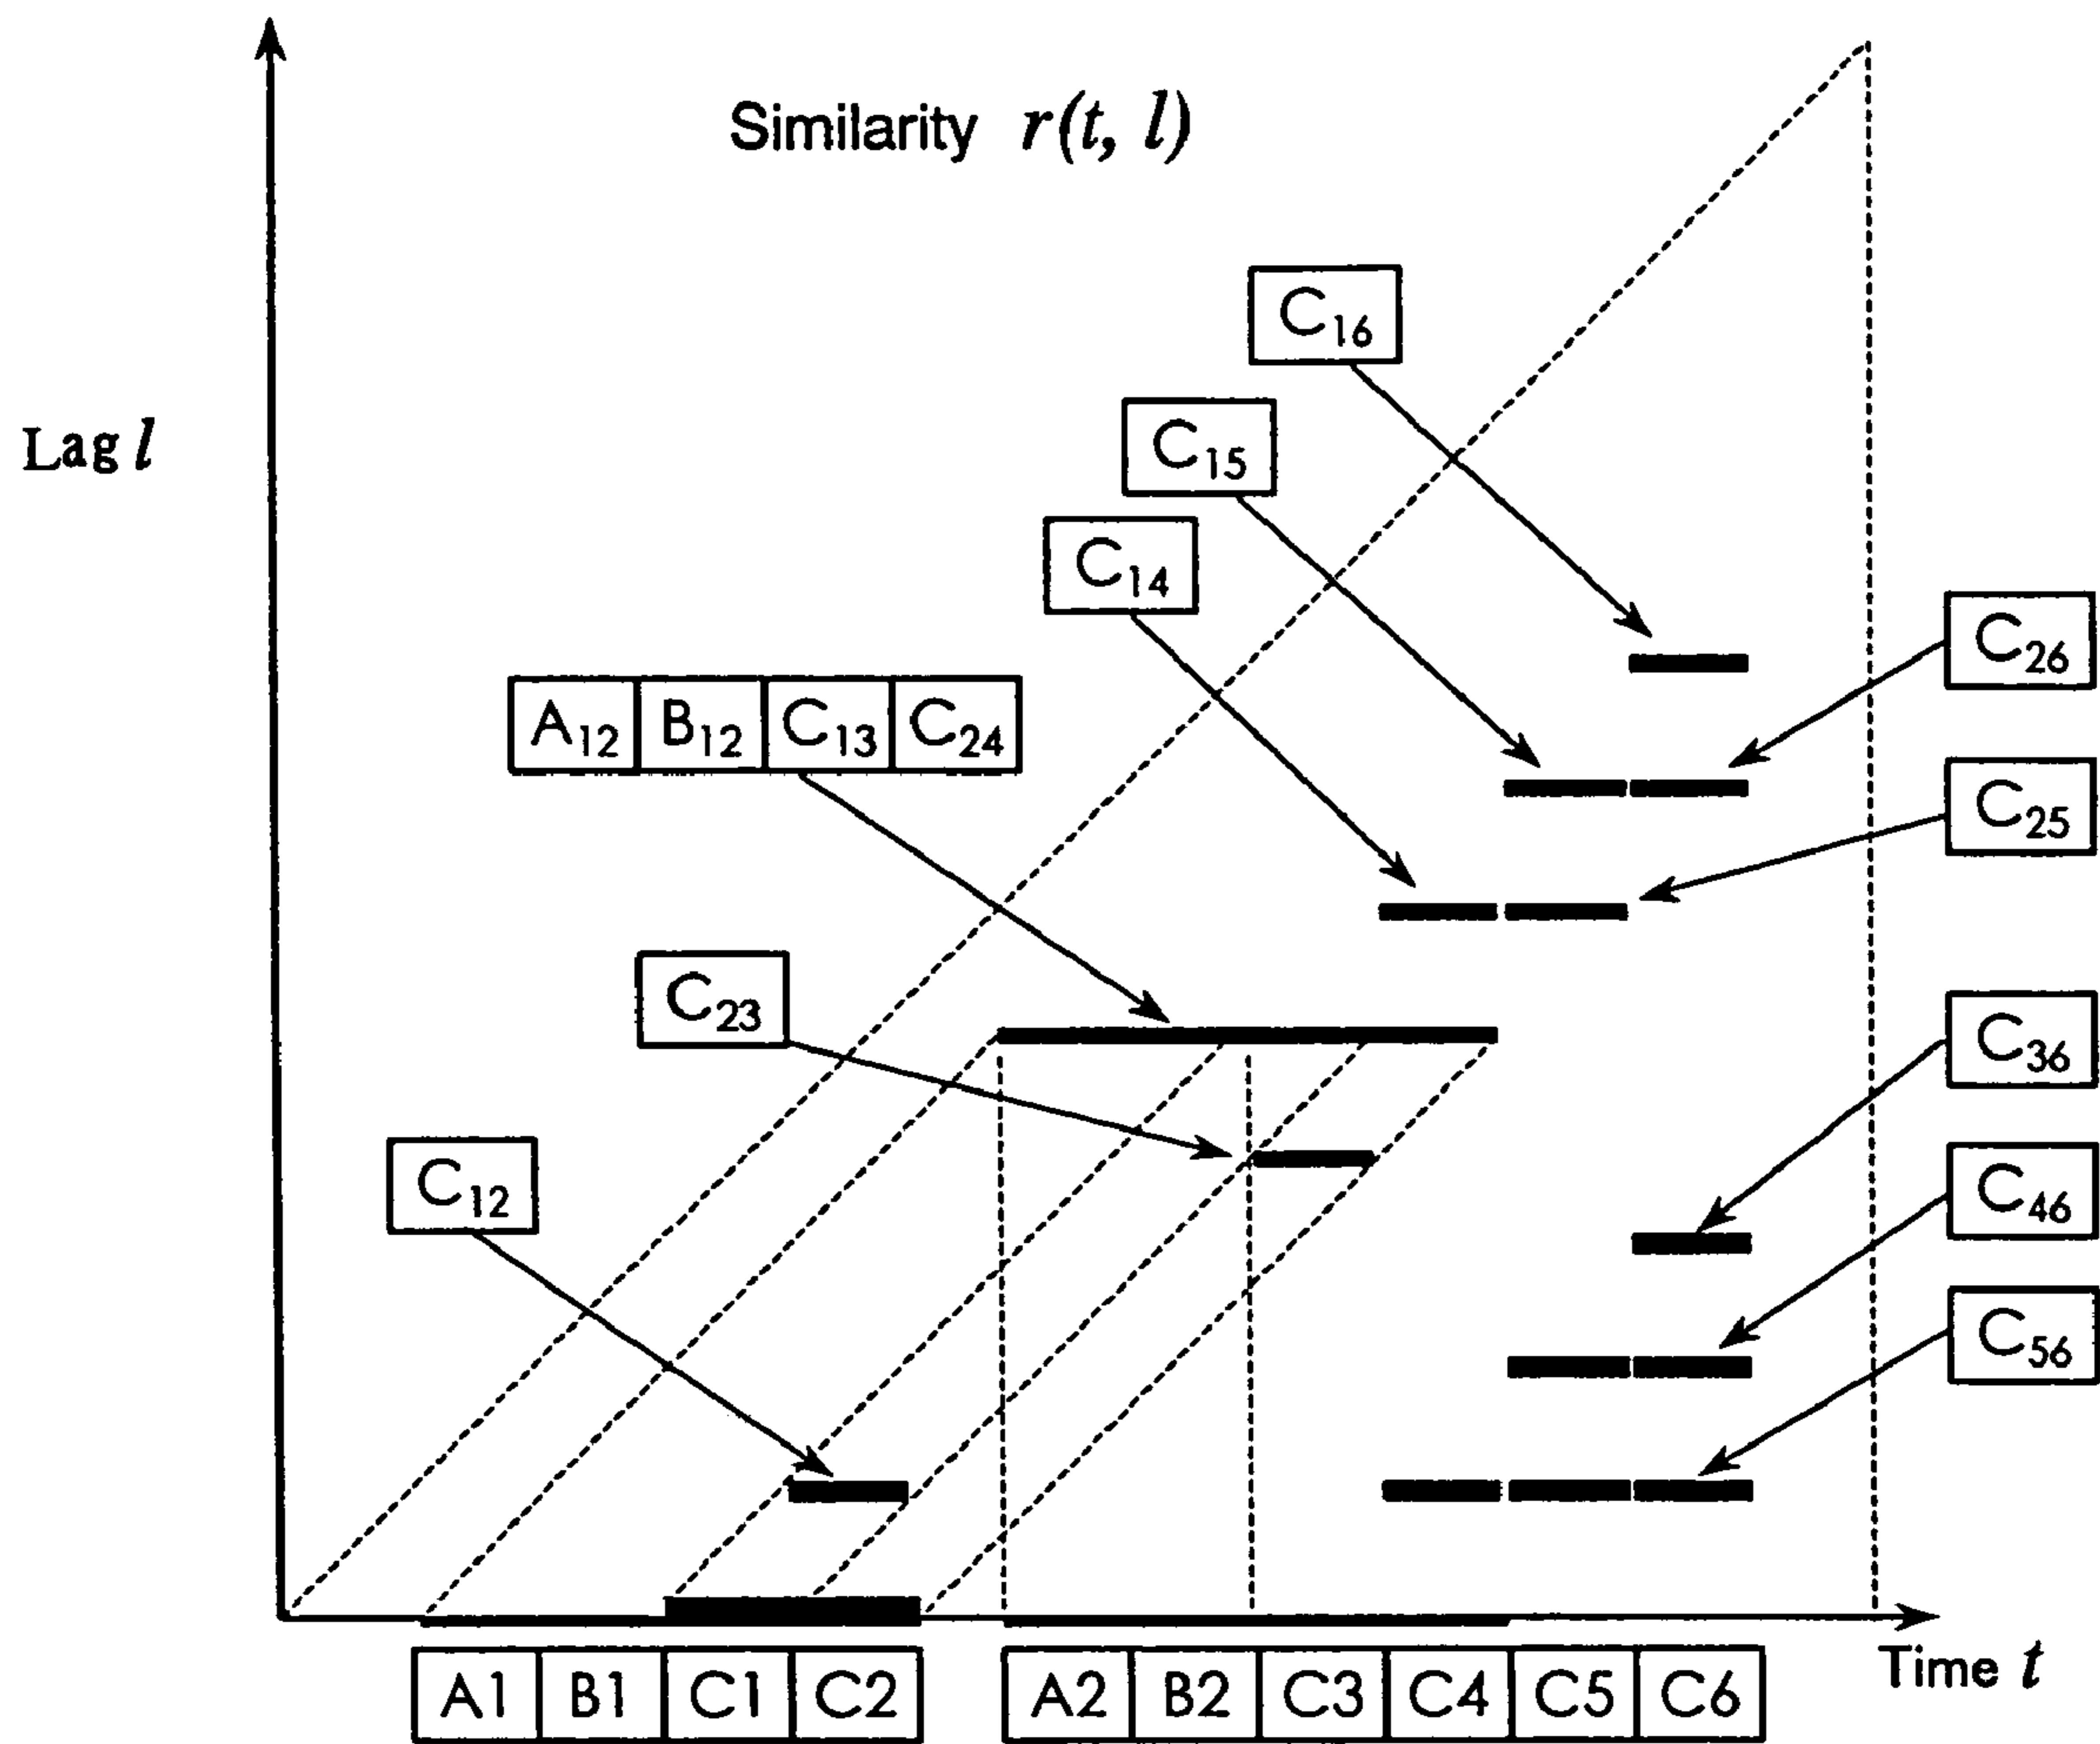 Similarity r(t, l)
Lag l
C16
C15
C14
C26
A12 B12 C13 C24
C25
C23
C36
C12
C46
C56
A1 B1 C1 C2 A2 B2 C3 C4 C5 C6
Time t